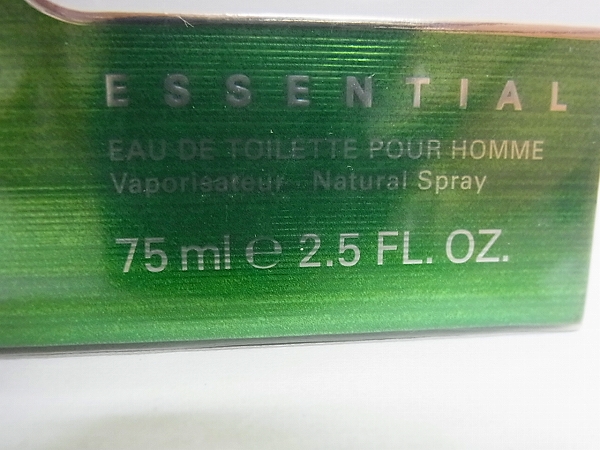 ESSENTIAL
EAU DE TOILETTE POUR HOMME
Vaporisateur Natural Spray
75 ml ℮ 2.5 FL. OZ.